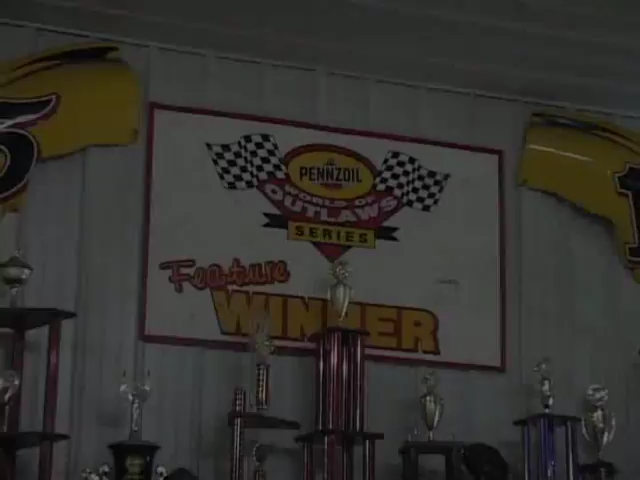 PENNZOIL
WORLD OF
OUTLAWS
SERIES
Feature
WINNER